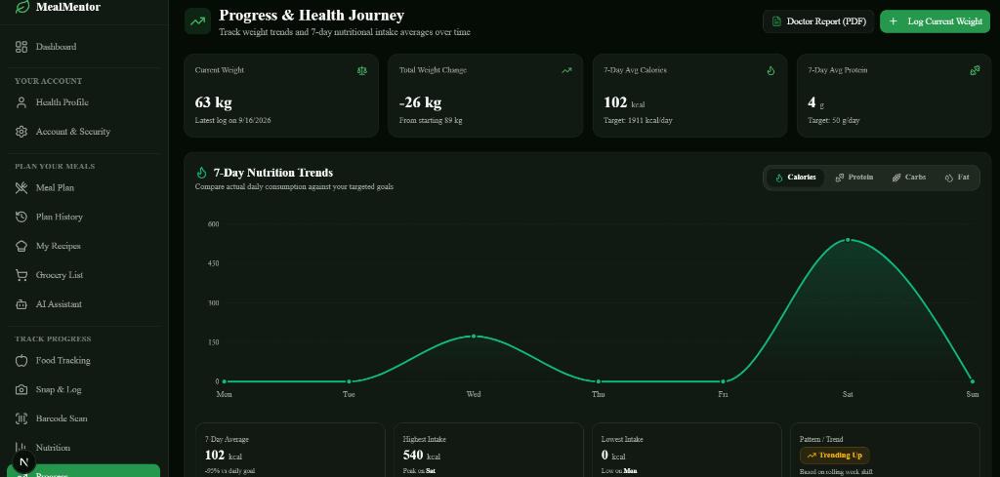 MealMentor
Dashboard
YOUR ACCOUNT
Health Profile
Account & Security
PLAN YOUR MEALS
Meal Plan
Plan History
My Recipes
Grocery List
AI Assistant
TRACK PROGRESS
Food Tracking
Snap & Log
Barcode Scan
Nutrition
N
Progress
Progress & Health Journey
Track weight trends and 7-day nutritional intake averages over time
Doctor Report (PDF)
Log Current Weight
Current Weight
63 kg
Latest log on 9/16/2026
Total Weight Change
-26 kg
From starting 89 kg
7-Day Avg Calories
102 kcal
Target: 1911 kcal/day
7-Day Avg Protein
4 g
Target: 50 g/day
7-Day Nutrition Trends
Compare actual daily consumption against your targeted goals
Calories Protein Carbs Fat
600
450
300
150
0
Mon Tue Wed Thu Fri Sat Sun
7-Day Average
102 kcal
-95% vs daily goal
Highest Intake
540 kcal
Peak on Sat
Lowest Intake
0 kcal
Low on Mon
Pattern / Trend
Trending Up
Based on rolling week shift